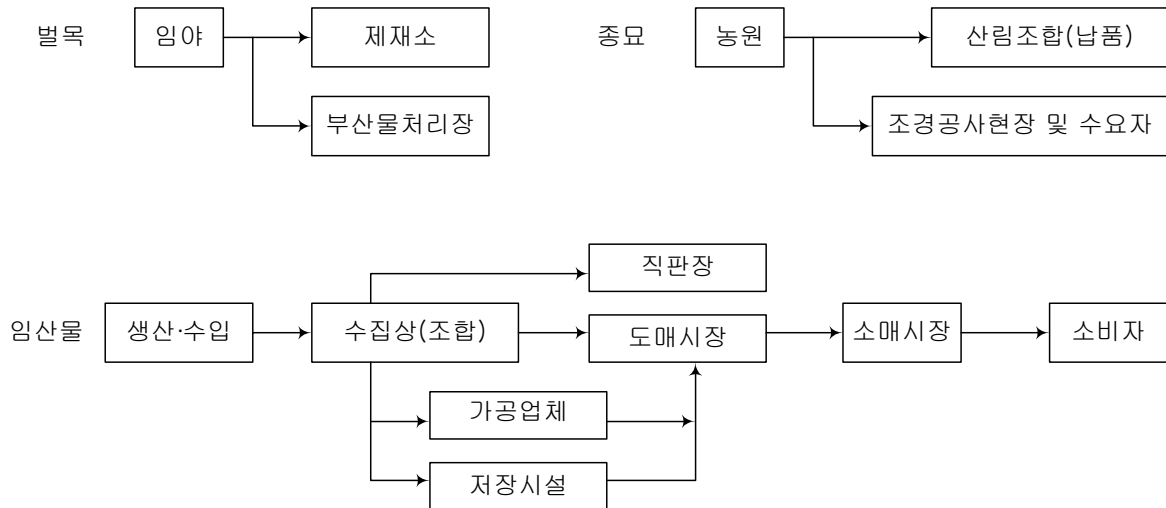 벌목
임야
제재소
부산물처리장
종묘
농원
산림조합(납품)
조경공사현장 및 수요자
직판장
임산물
생산·수입
수집상(조합)
도매시장
소매시장
소비자
가공업체
저장시설